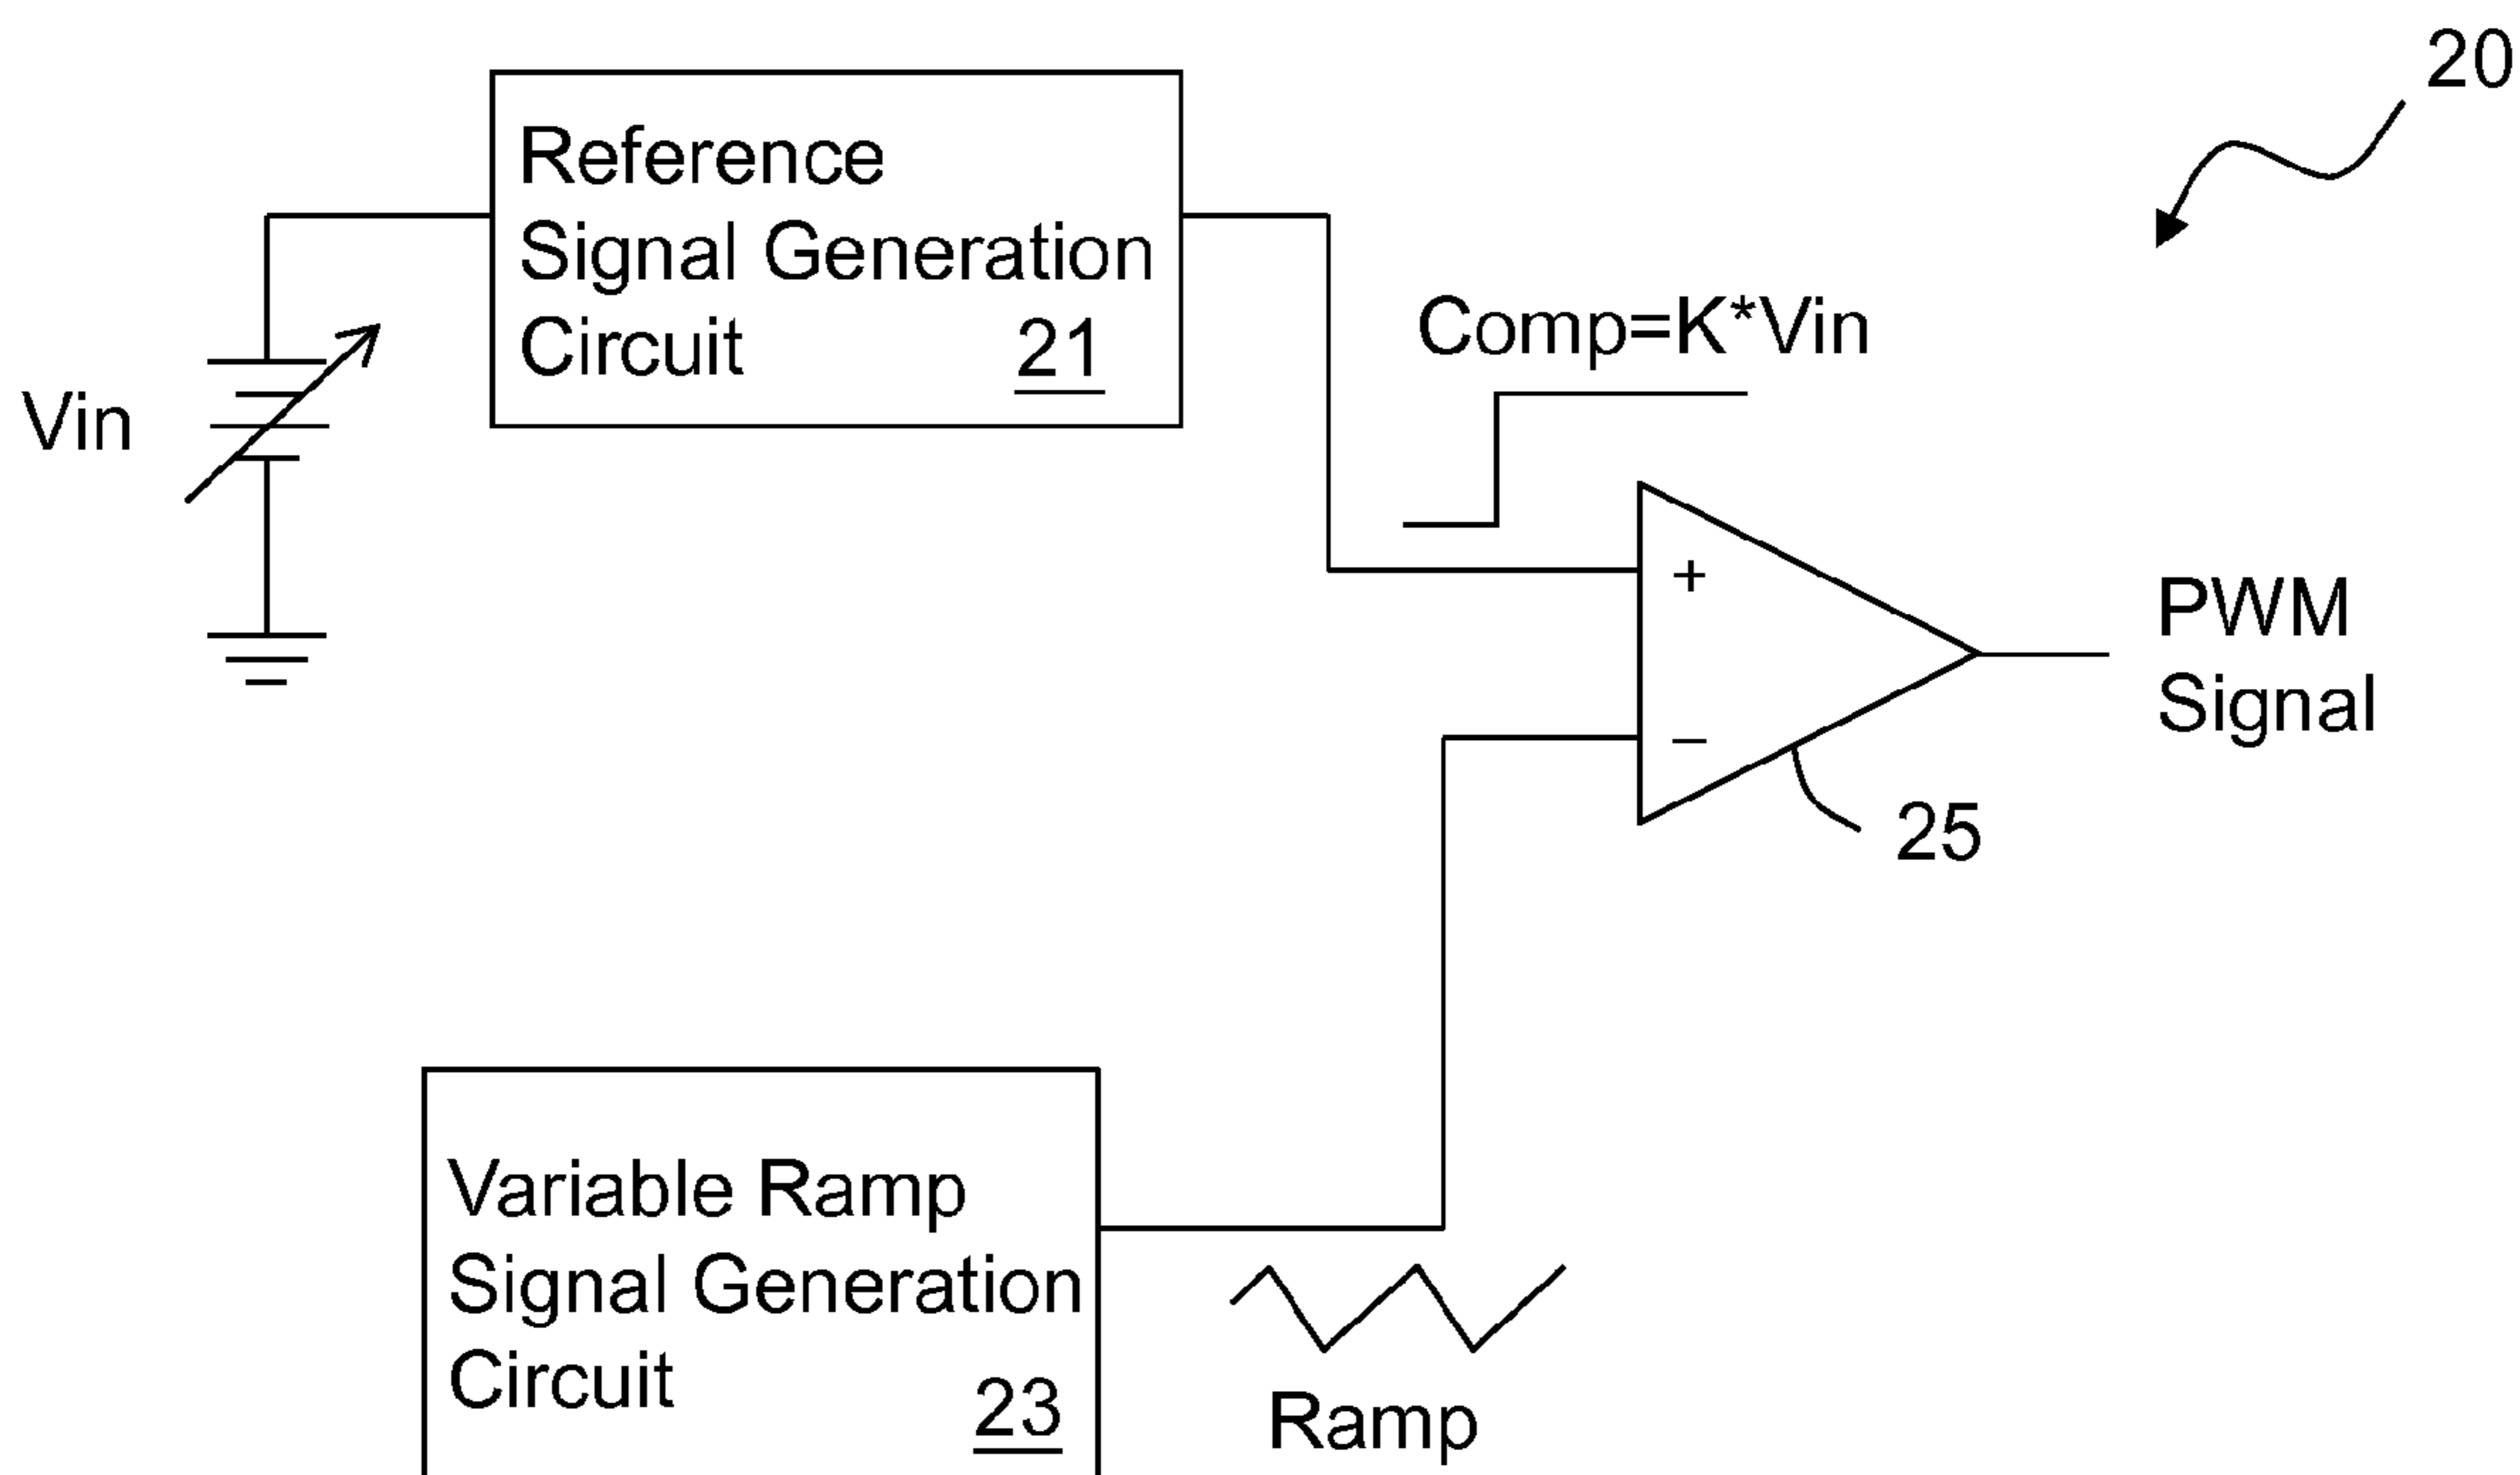 20
Reference
Signal Generation
Circuit 21
Comp=K*Vin
Vin
+
PWM
Signal
–
25
Variable Ramp
Signal Generation
Circuit 23
Ramp